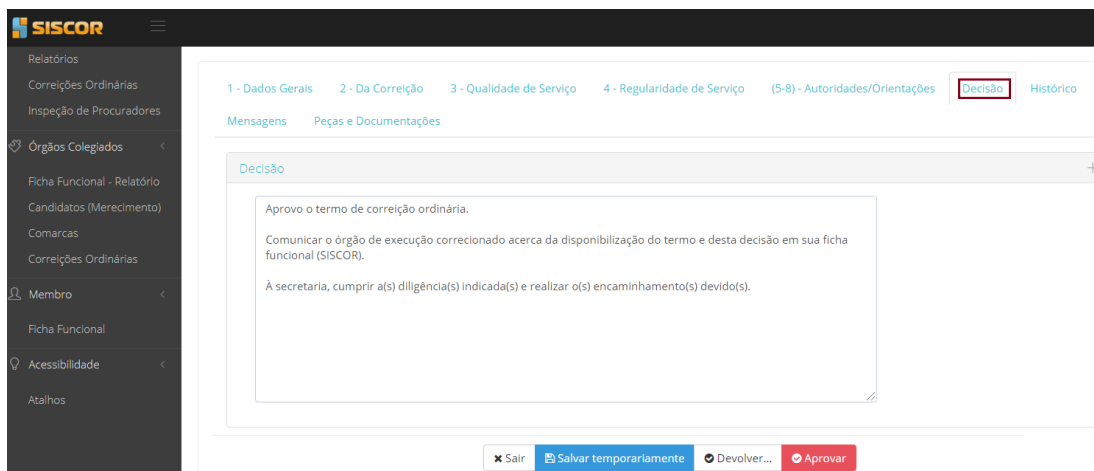 SISCOR
Relatórios
Correições Ordinárias
Inspeção de Procuradores
Órgãos Colegiados
Ficha Funcional - Relatório
Candidatos (Merecimento)
Comarcas
Correições Ordinárias
Membro
Ficha Funcional
Acessibilidade
Atalhos
1 - Dados Gerais 2 - Da Correição 3 - Qualidade de Serviço 4 - Regularidade de Serviço (5-8) - Autoridades/Orientações Decisão Histórico
Mensagens Peças e Documentações
Decisão
Aprovo o termo de correição ordinária.
Comunicar o órgão de execução correcionado acerca da disponibilização do termo e desta decisão em sua ficha
funcional (SISCOR).
À secretaria, cumprir a(s) diligência(s) indicada(s) e realizar o(s) encaminhamento(s) devido(s).
Sair Salvar temporariamente Devolver... Aprovar